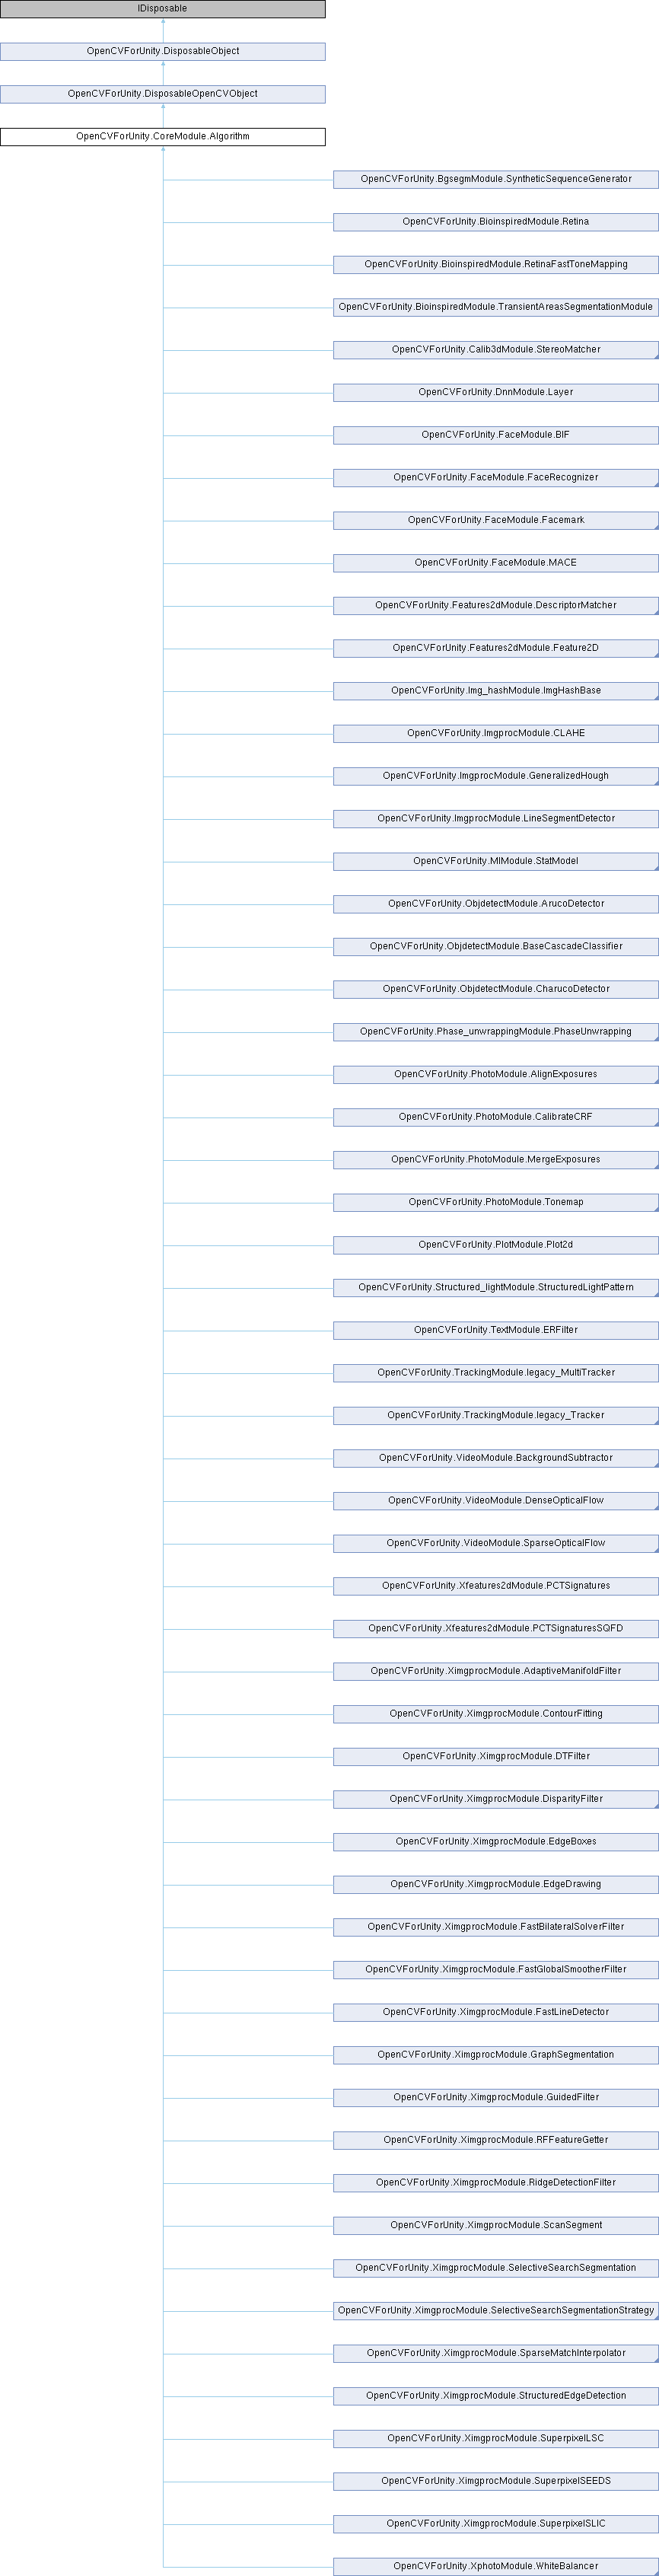 IDisposable
OpenCVForUnity.DisposableObject
OpenCVForUnity.DisposableOpenCVObject
OpenCVForUnity.CoreModule.Algorithm
OpenCVForUnity.BgsegmModule.SyntheticSequenceGenerator
OpenCVForUnity.BioinspiredModule.Retina
OpenCVForUnity.BioinspiredModule.RetinaFastToneMapping
OpenCVForUnity.BioinspiredModule.TransientAreasSegmentationModule
OpenCVForUnity.Calib3dModule.StereoMatcher
OpenCVForUnity.DnnModule.Layer
OpenCVForUnity.FaceModule.BIF
OpenCVForUnity.FaceModule.FaceRecognizer
OpenCVForUnity.FaceModule.Facemark
OpenCVForUnity.FaceModule.MACE
OpenCVForUnity.Features2dModule.DescriptorMatcher
OpenCVForUnity.Features2dModule.Feature2D
OpenCVForUnity.Img_hashModule.ImgHashBase
OpenCVForUnity.ImgprocModule.CLAHE
OpenCVForUnity.ImgprocModule.GeneralizedHough
OpenCVForUnity.ImgprocModule.LineSegmentDetector
OpenCVForUnity.MlModule.StatModel
OpenCVForUnity.ObjdetectModule.ArucoDetector
OpenCVForUnity.ObjdetectModule.BaseCascadeClassifier
OpenCVForUnity.ObjdetectModule.CharucoDetector
OpenCVForUnity.Phase_unwrappingModule.PhaseUnwrapping
OpenCVForUnity.PhotoModule.AlignExposures
OpenCVForUnity.PhotoModule.CalibrateCRF
OpenCVForUnity.PhotoModule.MergeExposures
OpenCVForUnity.PhotoModule.Tonemap
OpenCVForUnity.PlotModule.Plot2d
OpenCVForUnity.Structured_lightModule.StructuredLightPattern
OpenCVForUnity.TextModule.ERFilter
OpenCVForUnity.TrackingModule.legacy_MultiTracker
OpenCVForUnity.TrackingModule.legacy_Tracker
OpenCVForUnity.VideoModule.BackgroundSubtractor
OpenCVForUnity.VideoModule.DenseOpticalFlow
OpenCVForUnity.VideoModule.SparseOpticalFlow
OpenCVForUnity.Xfeatures2dModule.PCTSignatures
OpenCVForUnity.Xfeatures2dModule.PCTSignaturesSQFD
OpenCVForUnity.XimgprocModule.AdaptiveManifoldFilter
OpenCVForUnity.XimgprocModule.ContourFitting
OpenCVForUnity.XimgprocModule.DTFilter
OpenCVForUnity.XimgprocModule.DisparityFilter
OpenCVForUnity.XimgprocModule.EdgeBoxes
OpenCVForUnity.XimgprocModule.EdgeDrawing
OpenCVForUnity.XimgprocModule.FastBilateralSolverFilter
OpenCVForUnity.XimgprocModule.FastGlobalSmootherFilter
OpenCVForUnity.XimgprocModule.FastLineDetector
OpenCVForUnity.XimgprocModule.GraphSegmentation
OpenCVForUnity.XimgprocModule.GuidedFilter
OpenCVForUnity.XimgprocModule.RFFeatureGetter
OpenCVForUnity.XimgprocModule.RidgeDetectionFilter
OpenCVForUnity.XimgprocModule.ScanSegment
OpenCVForUnity.XimgprocModule.SelectiveSearchSegmentation
OpenCVForUnity.XimgprocModule.SelectiveSearchSegmentationStrategy
OpenCVForUnity.XimgprocModule.SparseMatchInterpolator
OpenCVForUnity.XimgprocModule.StructuredEdgeDetection
OpenCVForUnity.XimgprocModule.SuperpixelLSC
OpenCVForUnity.XimgprocModule.SuperpixelSEEDS
OpenCVForUnity.XimgprocModule.SuperpixelSLIC
OpenCVForUnity.XphotoModule.WhiteBalancer